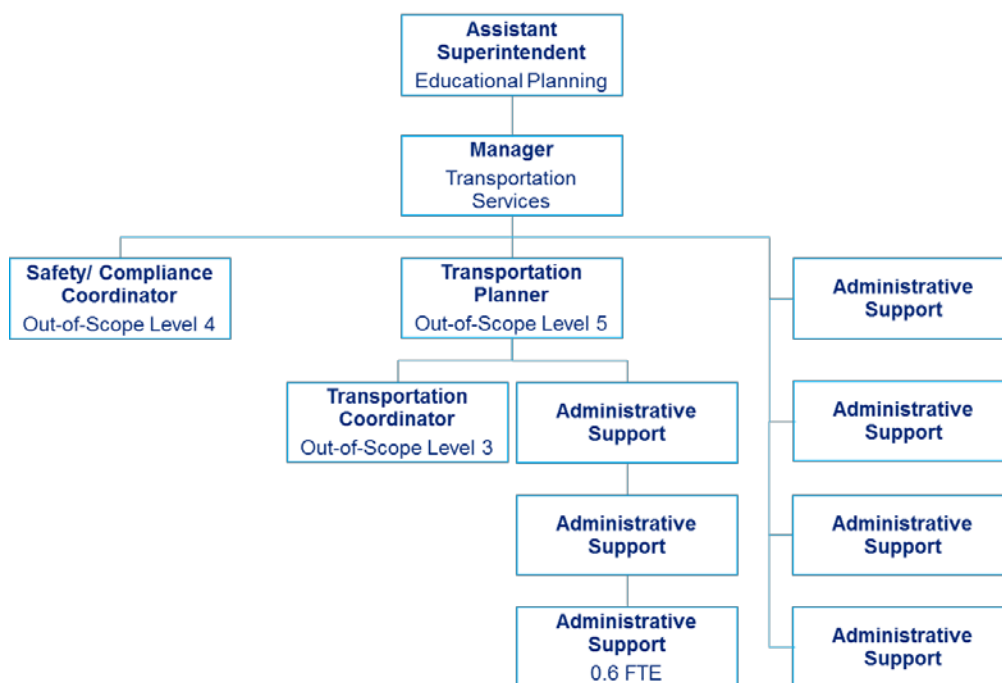 Assistant
Superintendent
Educational Planning
Manager
Transportation
Services
Safety/ Compliance
Coordinator
Out-of-Scope Level 4
Transportation
Planner
Out-of-Scope Level 5
Administrative
Support
Transportation
Coordinator
Out-of-Scope Level 3
Administrative
Support
Administrative
Support
Administrative
Support
Administrative
Support
Administrative
Support
0.6 FTE
Administrative
Support